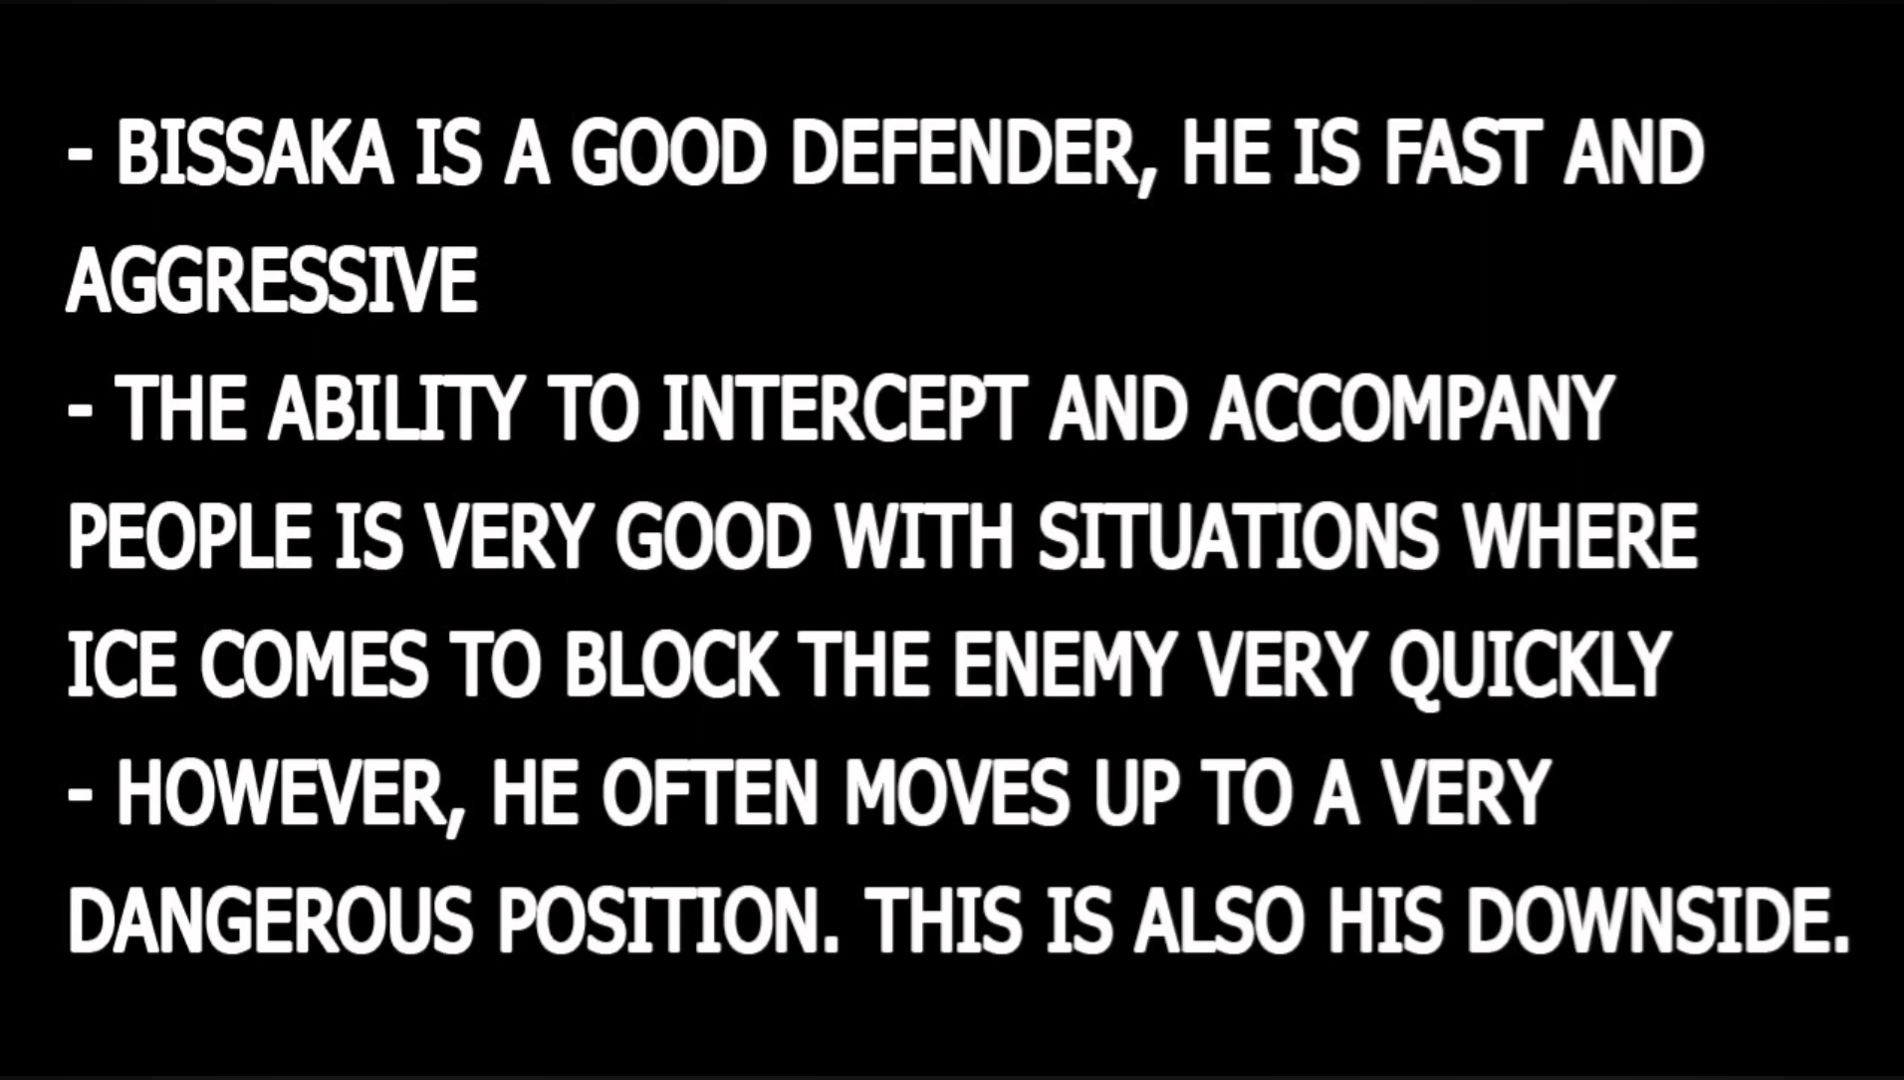 - BISSAKA IS A GOOD DEFENDER, HE IS FAST AND
AGGRESSIVE
- THE ABILITY TO INTERCEPT AND ACCOMPANY
PEOPLE IS VERY GOOD WITH SITUATIONS WHERE
ICE COMES TO BLOCK THE ENEMY VERY QUICKLY
- HOWEVER, HE OFTEN MOVES UP TO A VERY
DANGEROUS POSITION. THIS IS ALSO HIS DOWNSIDE.